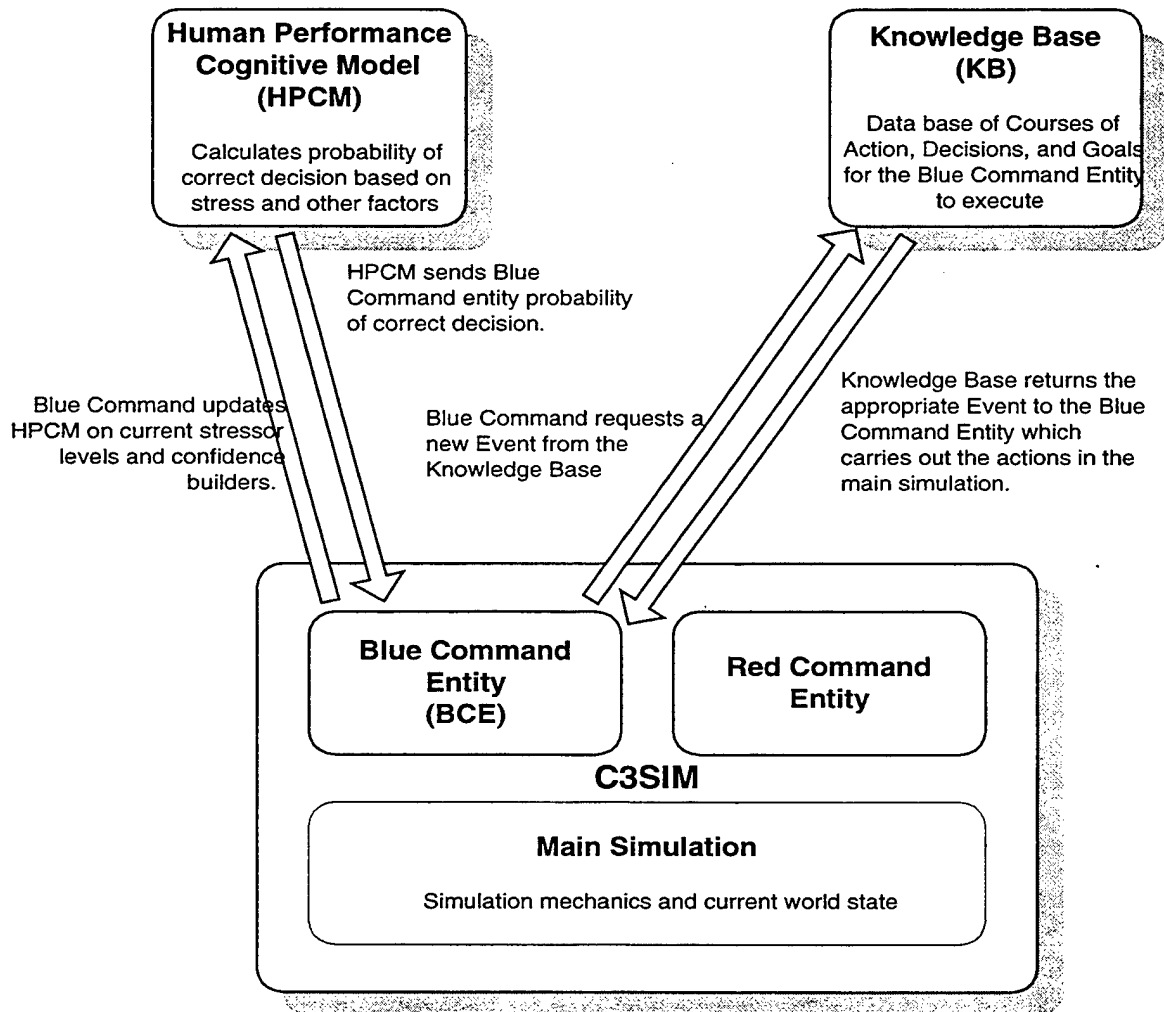 Human Performance
Cognitive Model
(HPCM)
Calculates probability of
correct decision based on
stress and other factors
Knowledge Base
(KB)
Data base of Courses of
Action, Decisions, and Goals
for the Blue Command Entity
to execute
HPCM sends Blue
Command entity probability
of correct decision.
Blue Command updates
HPCM on current stressor
levels and confidence
builders.
Blue Command requests a
new Event from the
Knowledge Base
Knowledge Base returns the
appropriate Event to the Blue
Command Entity which
carries out the actions in the
main simulation.
Blue Command
Entity
(BCE)
Red Command
Entity
C3SIM
Main Simulation
Simulation mechanics and current world state